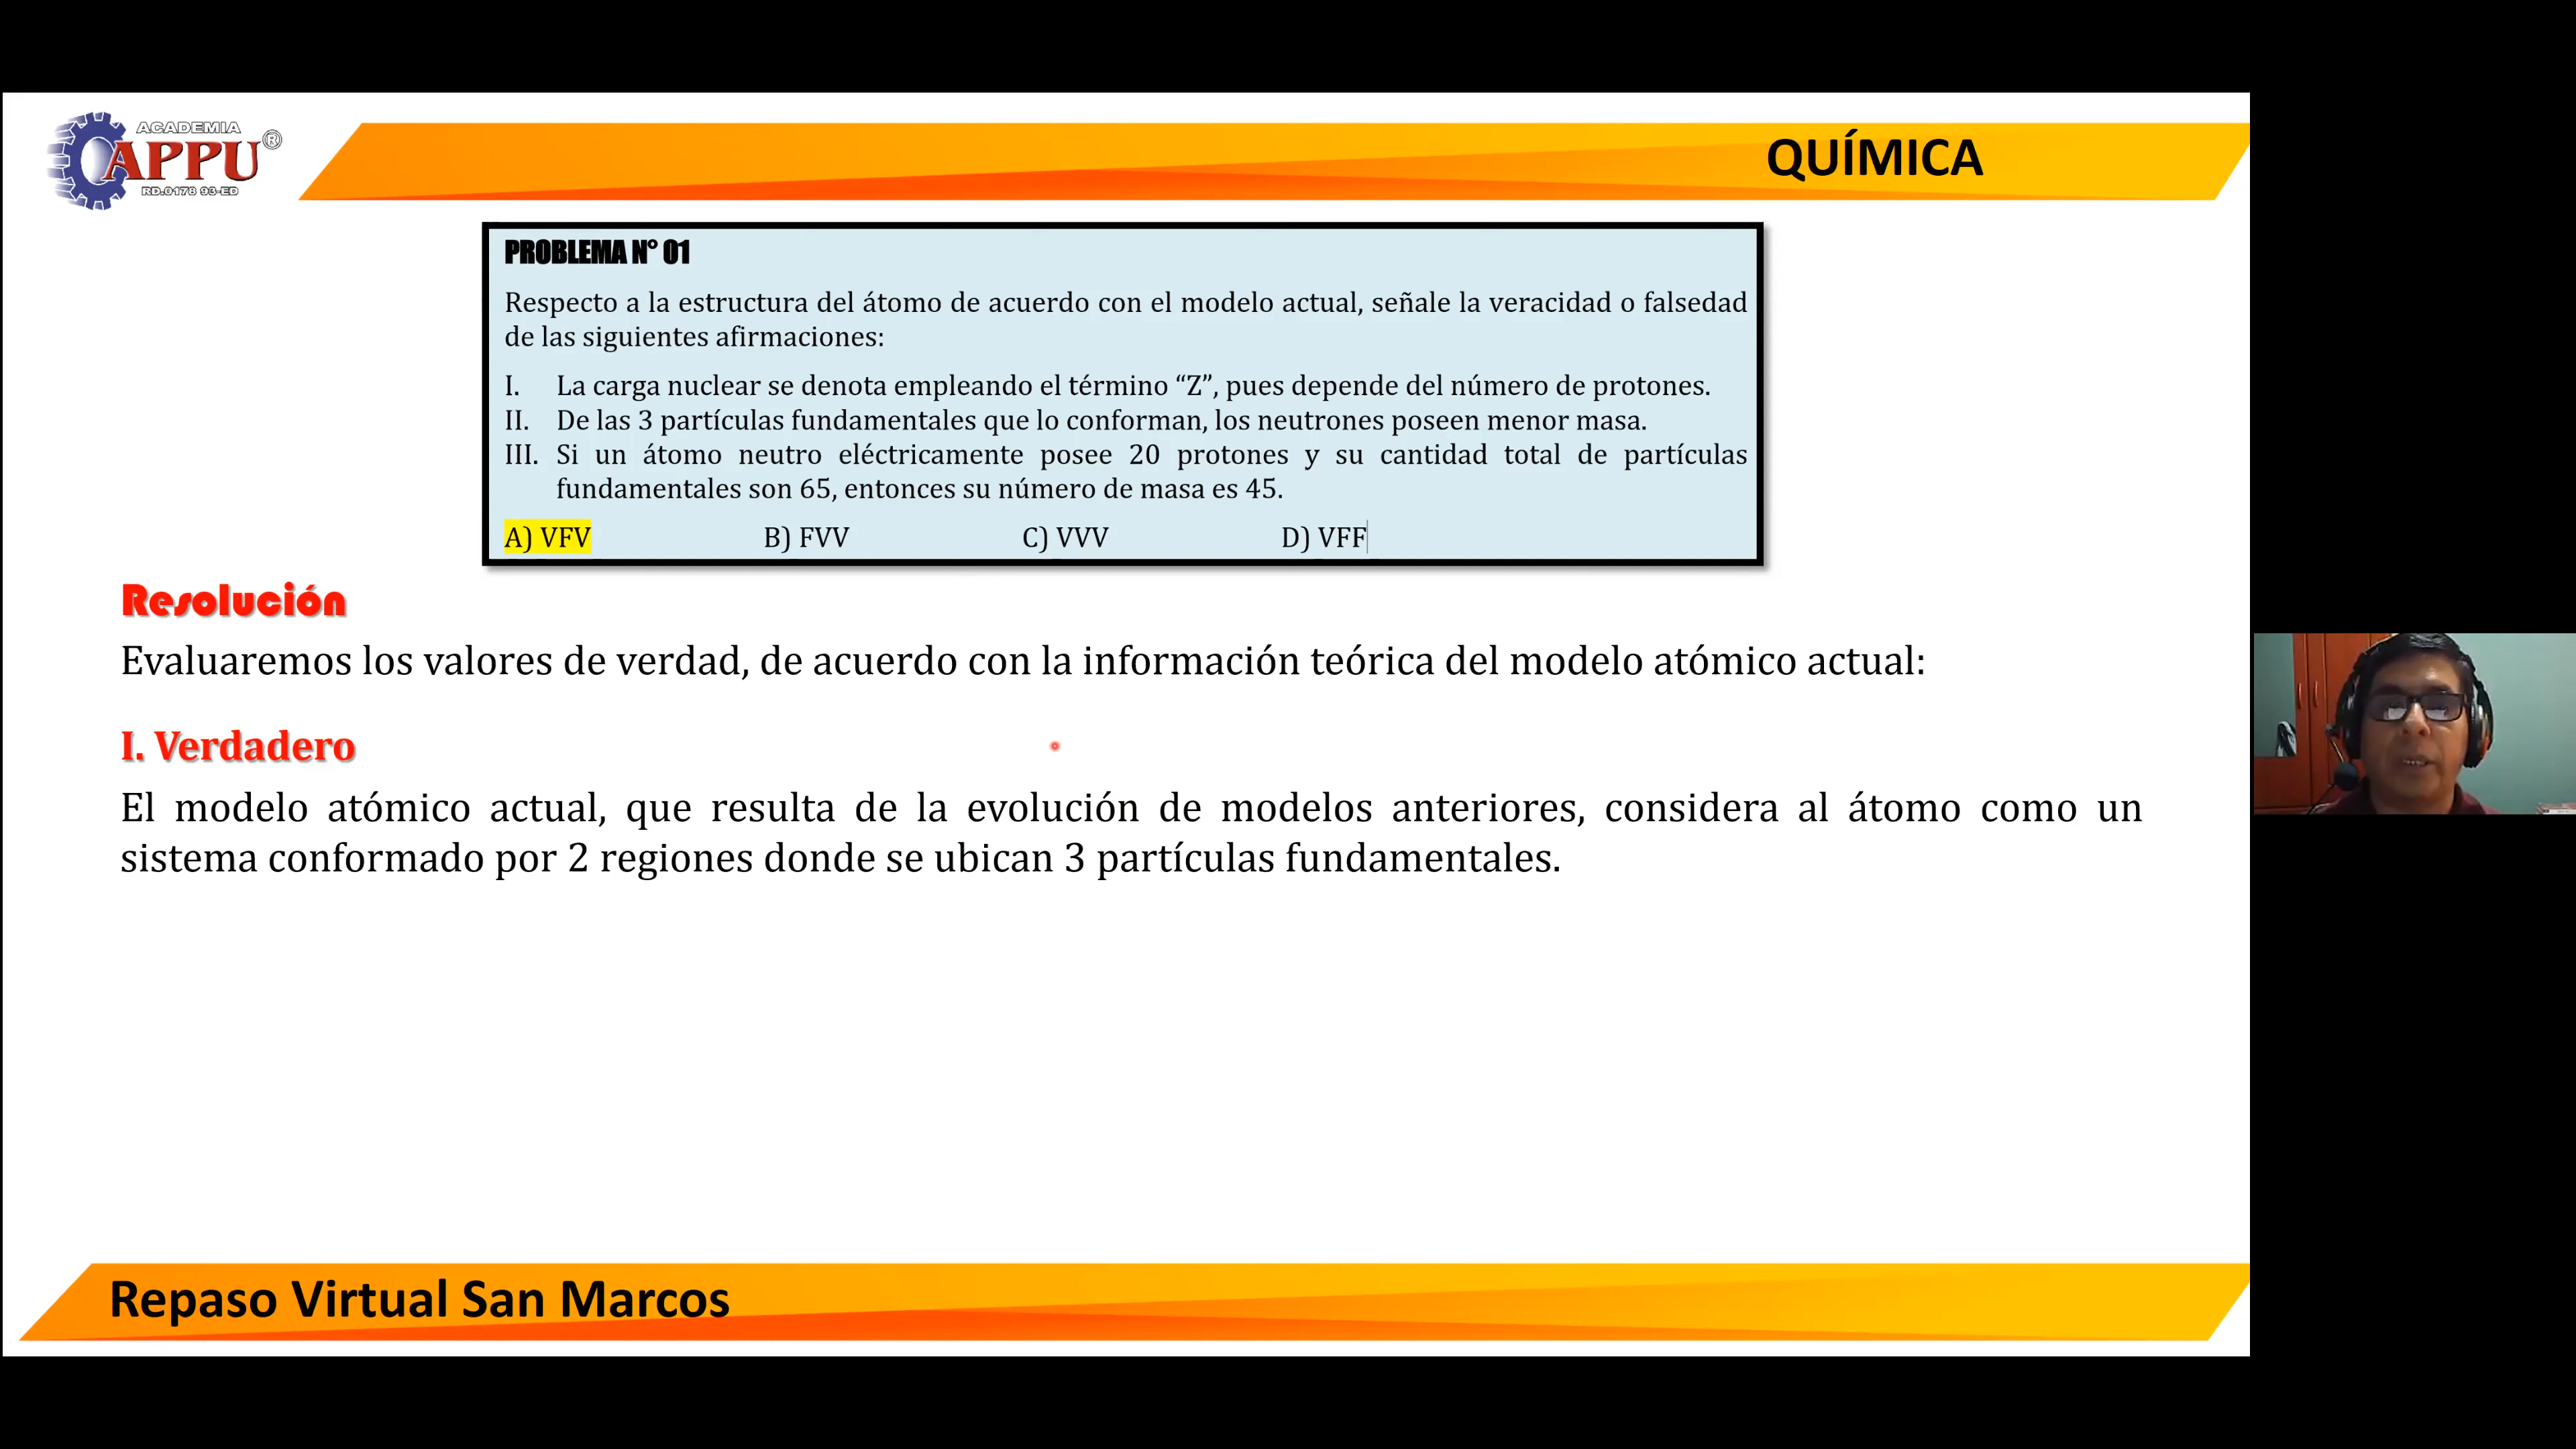 ACADEMIA
APPU®
RD.0178 93-ED
QUÍMICA
PROBLEMA N° 01
Respecto a la estructura del átomo de acuerdo con el modelo actual, señale la veracidad o falsedad
de las siguientes afirmaciones:
I. La carga nuclear se denota empleando el término “Z”, pues depende del número de protones.
II. De las 3 partículas fundamentales que lo conforman, los neutrones poseen menor masa.
III. Si un átomo neutro eléctricamente posee 20 protones y su cantidad total de partículas
fundamentales son 65, entonces su número de masa es 45.
A) VFV B) FVV C) VVV D) VFF
Resolución
Evaluaremos los valores de verdad, de acuerdo con la información teórica del modelo atómico actual:
I. Verdadero
El modelo atómico actual, que resulta de la evolución de modelos anteriores, considera al átomo como un
sistema conformado por 2 regiones donde se ubican 3 partículas fundamentales.
Repaso Virtual San Marcos